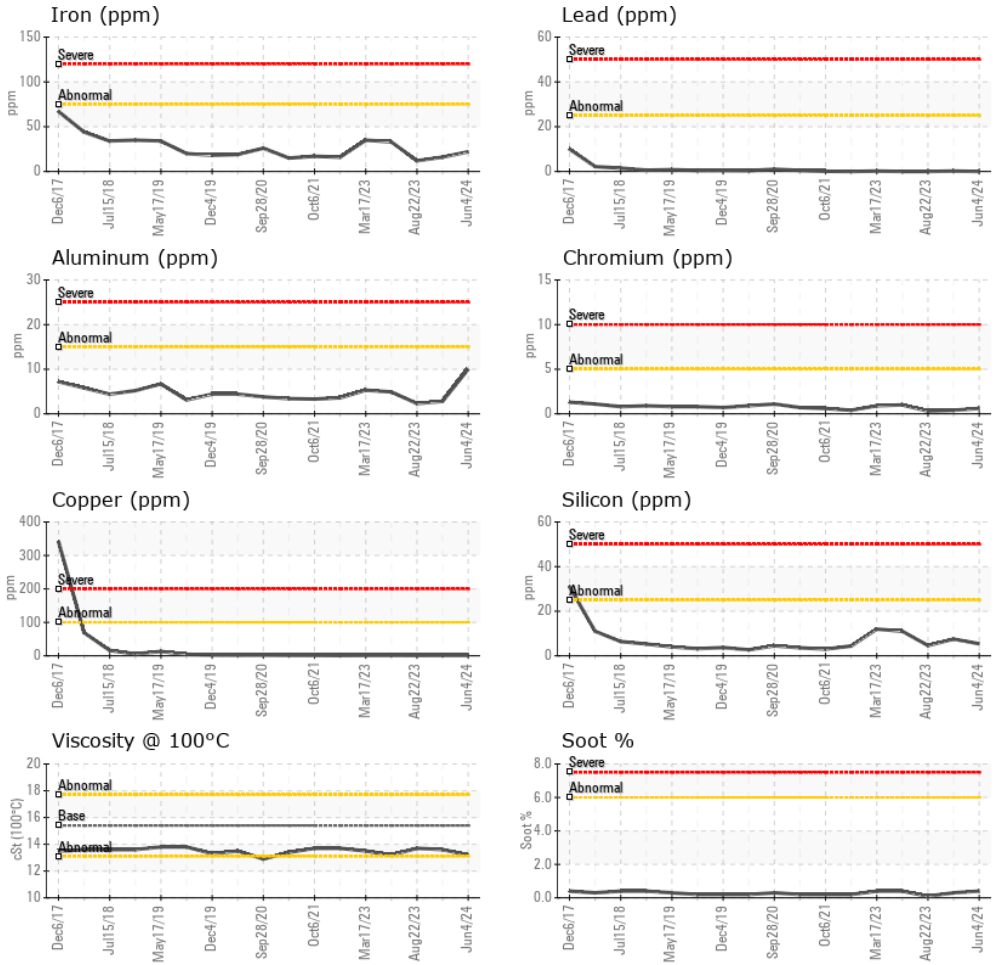 Iron (ppm)
150
100
50
0
ppm
Severe
Abnormal
Dec6/17
Jul15/18
May17/19
Dec4/19
Sep28/20
Oct6/21
Mar17/23
Aug22/23
Jun4/24
Lead (ppm)
60
40
20
0
ppm
Severe
Abnormal
Dec6/17
Jul15/18
May17/19
Dec4/19
Sep28/20
Oct6/21
Mar17/23
Aug22/23
Jun4/24
Aluminum (ppm)
30
20
10
0
ppm
Severe
Abnormal
Dec6/17
Jul15/18
May17/19
Dec4/19
Sep28/20
Oct6/21
Mar17/23
Aug22/23
Jun4/24
Chromium (ppm)
15
10
5
0
ppm
Severe
Abnormal
Dec6/17
Jul15/18
May17/19
Dec4/19
Sep28/20
Oct6/21
Mar17/23
Aug22/23
Jun4/24
Copper (ppm)
400
300
200
100
0
ppm
Severe
Abnormal
Dec6/17
Jul15/18
May17/19
Dec4/19
Sep28/20
Oct6/21
Mar17/23
Aug22/23
Jun4/24
Silicon (ppm)
60
40
20
0
ppm
Severe
Abnormal
Dec6/17
Jul15/18
May17/19
Dec4/19
Sep28/20
Oct6/21
Mar17/23
Aug22/23
Jun4/24
Viscosity @ 100°C
20
18
16
14
12
10
cSt (100°C)
Abnormal
Base
Abnormal
Dec6/17
Jul15/18
May17/19
Dec4/19
Sep28/20
Oct6/21
Mar17/23
Aug22/23
Jun4/24
Soot %
8.0
6.0
4.0
2.0
0.0
Soot %
Severe
Abnormal
Dec6/17
Jul15/18
May17/19
Dec4/19
Sep28/20
Oct6/21
Mar17/23
Aug22/23
Jun4/24